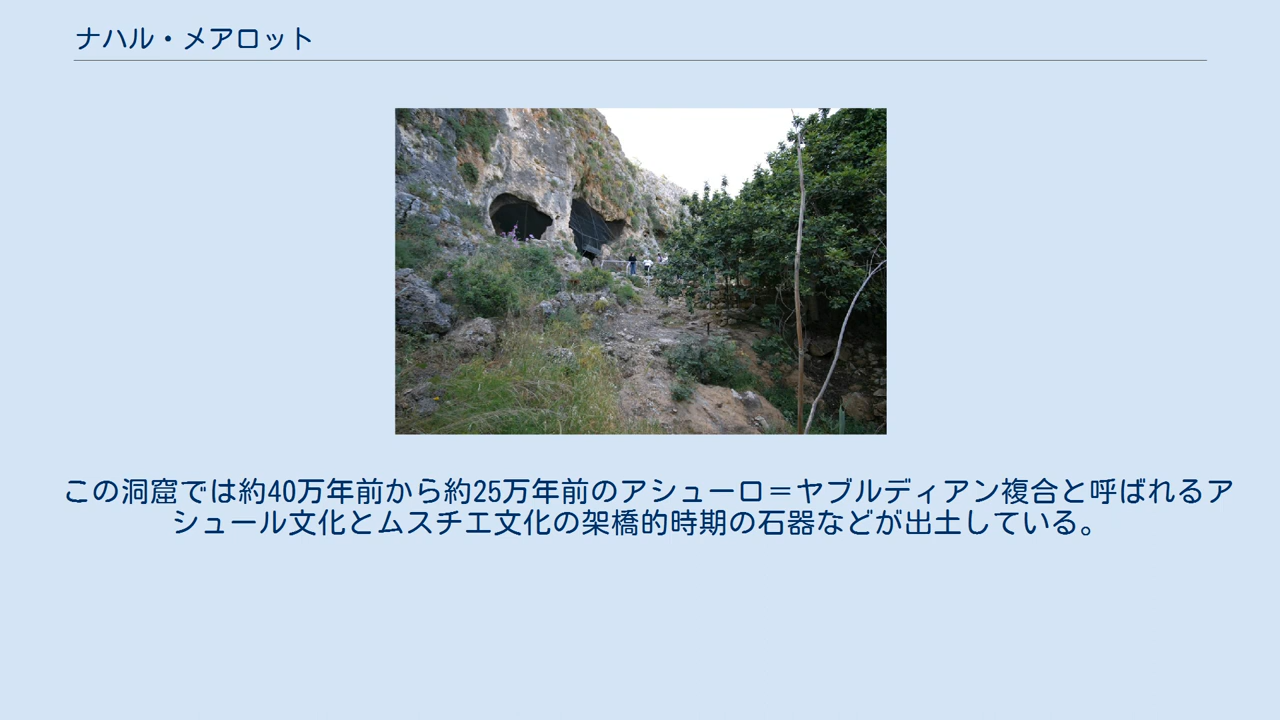 ナハル・メアロット
この洞窟では約40万年前から約25万年前のアシューロ＝ヤブルディアン複合と呼ばれるア
シュール文化とムスチエ文化の架橋的時期の石器などが出土している。